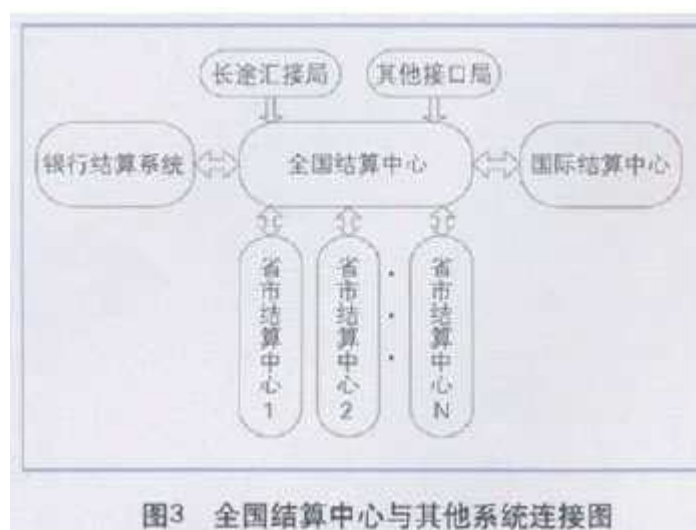 长途汇接局 其他接口局
银行结算系统 全国结算中心 国际结算中心
省市结算中心1 省市结算中心2 ··· 省市结算中心N
图3 全国结算中心与其他系统连接图